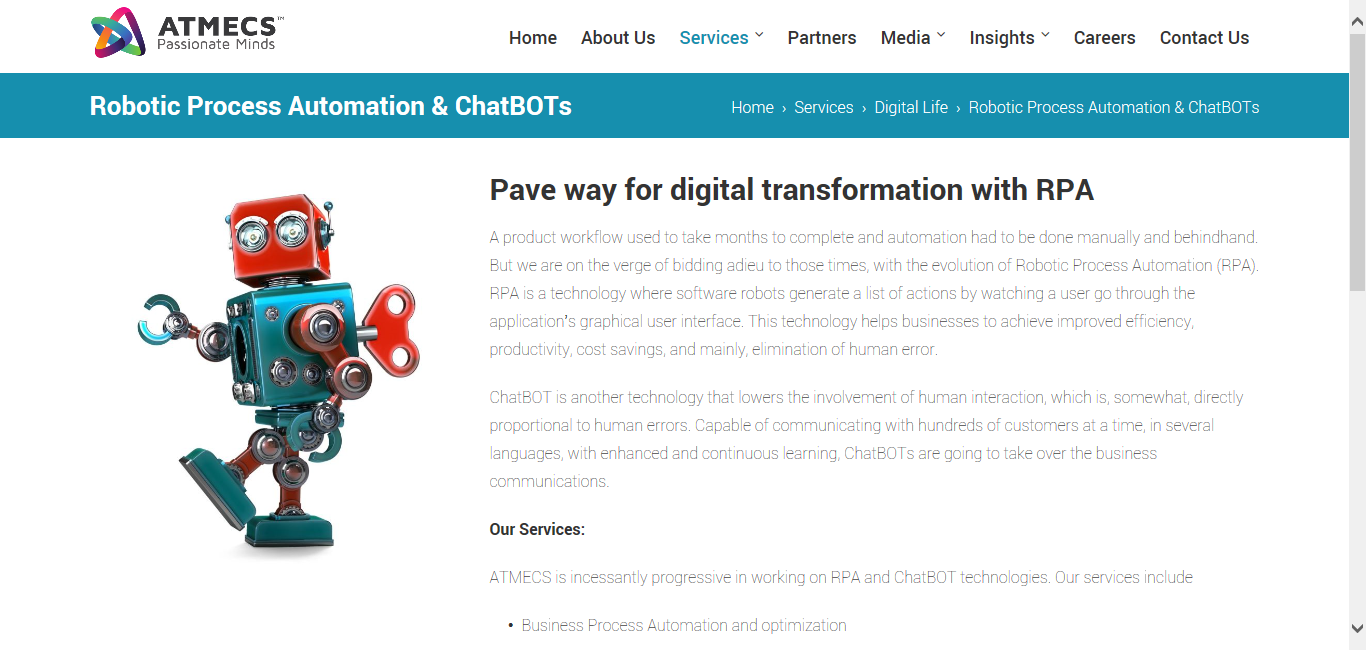 ATMECS™
Passionate Minds
Home About Us Services Partners Media Insights Careers Contact Us
Robotic Process Automation & ChatBOTs
Home › Services › Digital Life › Robotic Process Automation & ChatBOTs
Pave way for digital transformation with RPA
A product workflow used to take months to complete and automation had to be done manually and behindhand.
But we are on the verge of bidding adieu to those times, with the evolution of Robotic Process Automation (RPA).
RPA is a technology where software robots generate a list of actions by watching a user go through the
application’s graphical user interface. This technology helps businesses to achieve improved efficiency,
productivity, cost savings, and mainly, elimination of human error.
ChatBOT is another technology that lowers the involvement of human interaction, which is, somewhat, directly
proportional to human errors. Capable of communicating with hundreds of customers at a time, in several
languages, with enhanced and continuous learning, ChatBOTs are going to take over the business
communications.
Our Services:
ATMECS is incessantly progressive in working on RPA and ChatBOT technologies. Our services include
• Business Process Automation and optimization